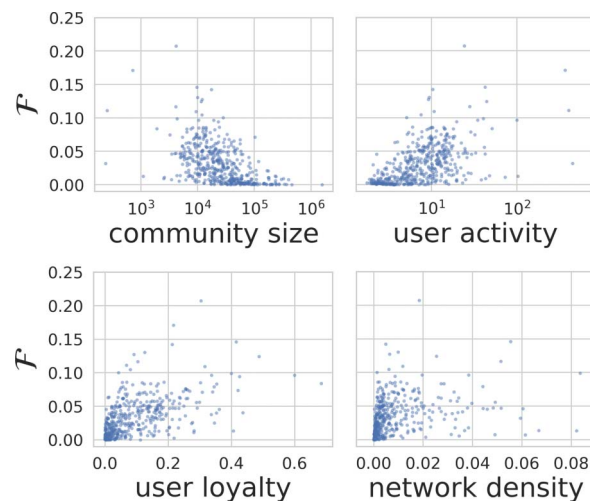 0.25
0.20
0.15
0.10
0.05
0.00
ℱ
10³ 10⁴ 10⁵ 10⁶
community size
10¹ 10²
user activity
0.25
0.20
0.15
0.10
0.05
0.00
ℱ
0.0 0.2 0.4 0.6
user loyalty
0.00 0.02 0.04 0.06 0.08
network density